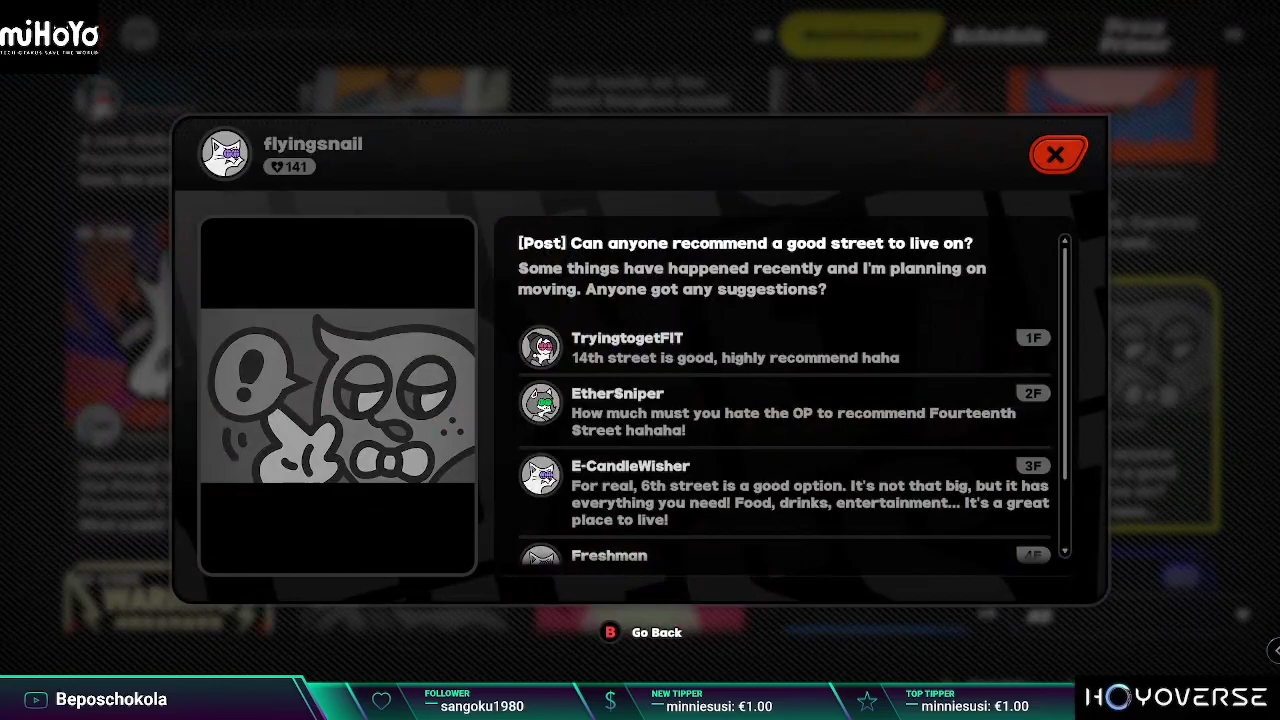 miHoYo
TECH OTAKUS SAVE THE WORLD
flyingsnail
141
[Post] Can anyone recommend a good street to live on?
Some things have happened recently and I'm planning on
moving. Anyone got any suggestions?
TryingtogetFIT
1F
14th street is good, highly recommend haha
EtherSniper
2F
How much must you hate the OP to recommend Fourteenth
Street hahaha!
E-CandleWisher
3F
For real, 6th street is a good option. It's not that big, but it has
everything you need! Food, drinks, entertainment... It's a great
place to live!
Freshman
4F
B Go Back
Beposchokola
FOLLOWER
sangoku1980
$
NEW TIPPER
minniesusi: €1.00
TOP TIPPER
minniesusi: €1.00
HOYOVERSE